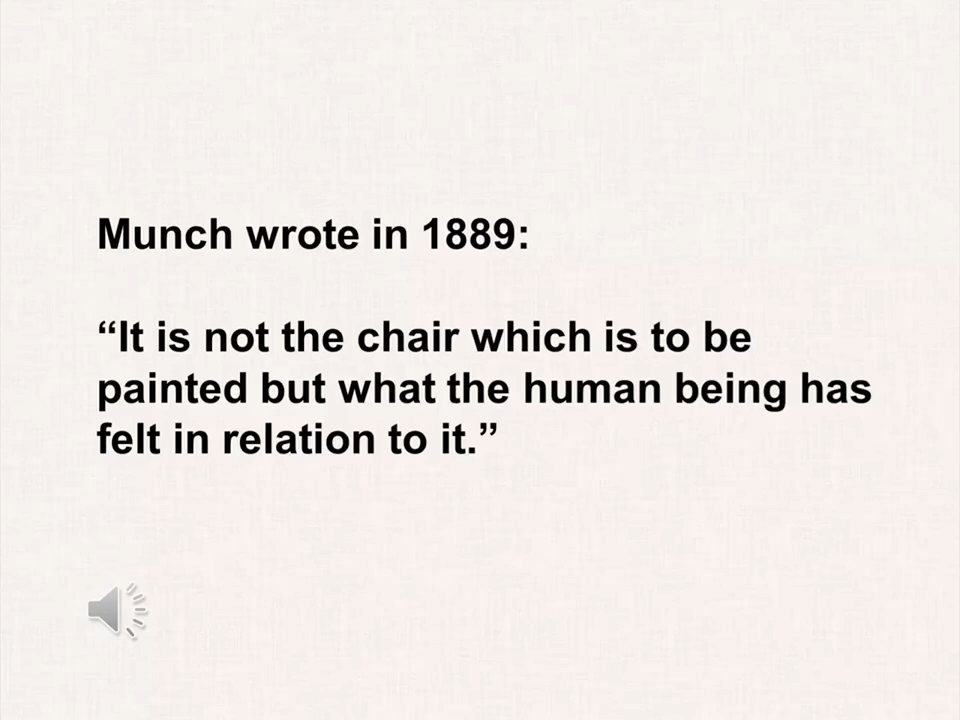 Munch wrote in 1889:
“It is not the chair which is to be
painted but what the human being has
felt in relation to it.”